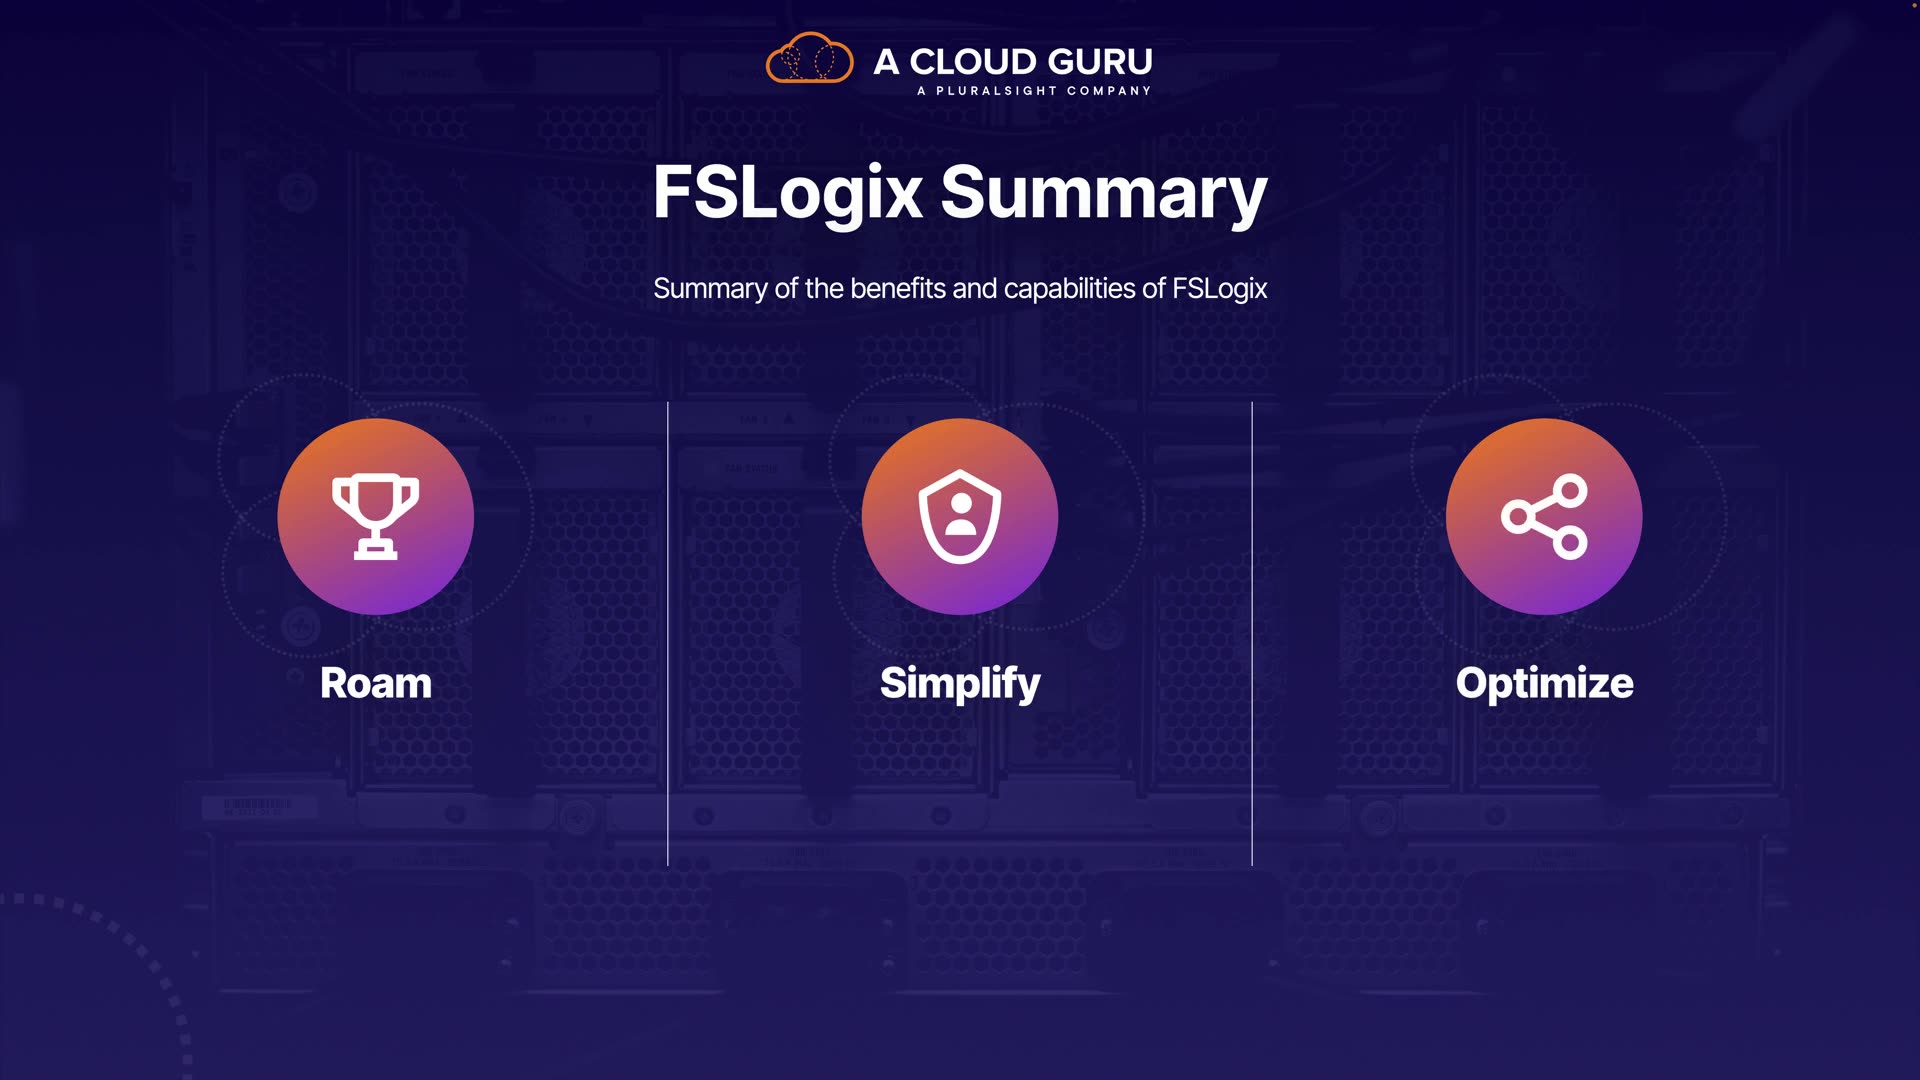 A CLOUD GURU
A PLURALSIGHT COMPANY
FSLogix Summary
Summary of the benefits and capabilities of FSLogix
Roam
Simplify
Optimize